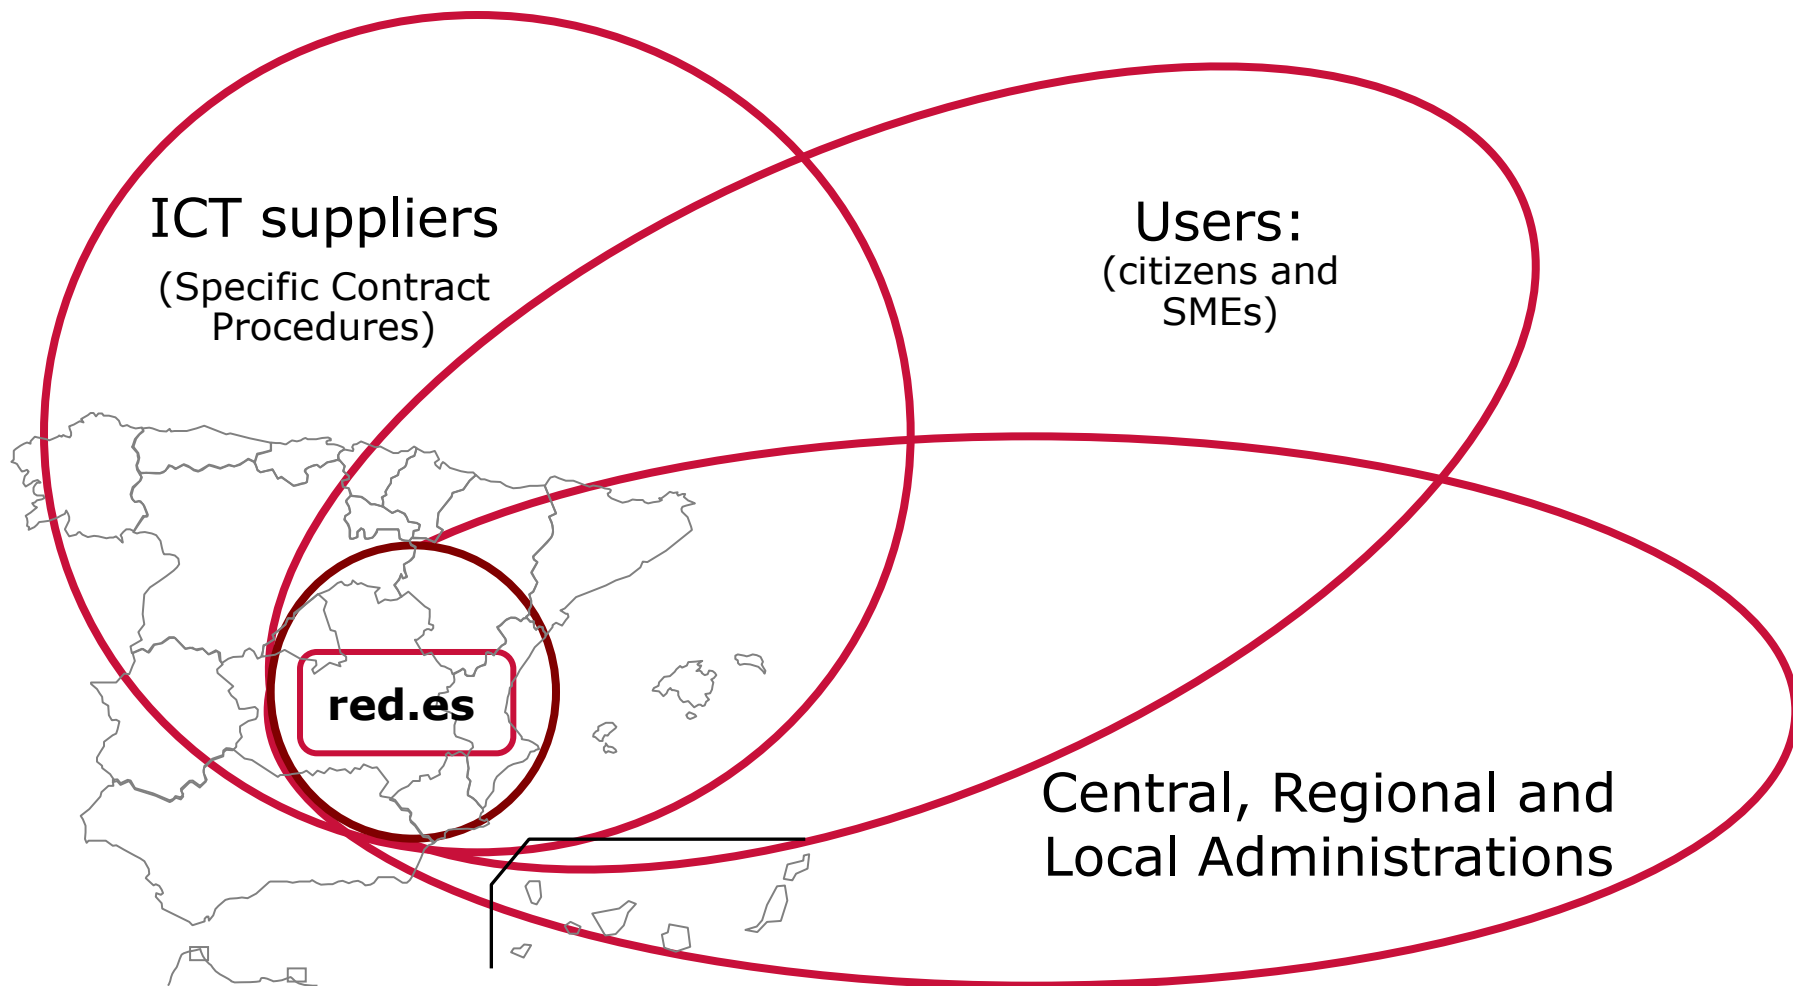 ICT suppliers
(Specific Contract
Procedures)
Users:
(citizens and
SMEs)
red.es
Central, Regional and
Local Administrations